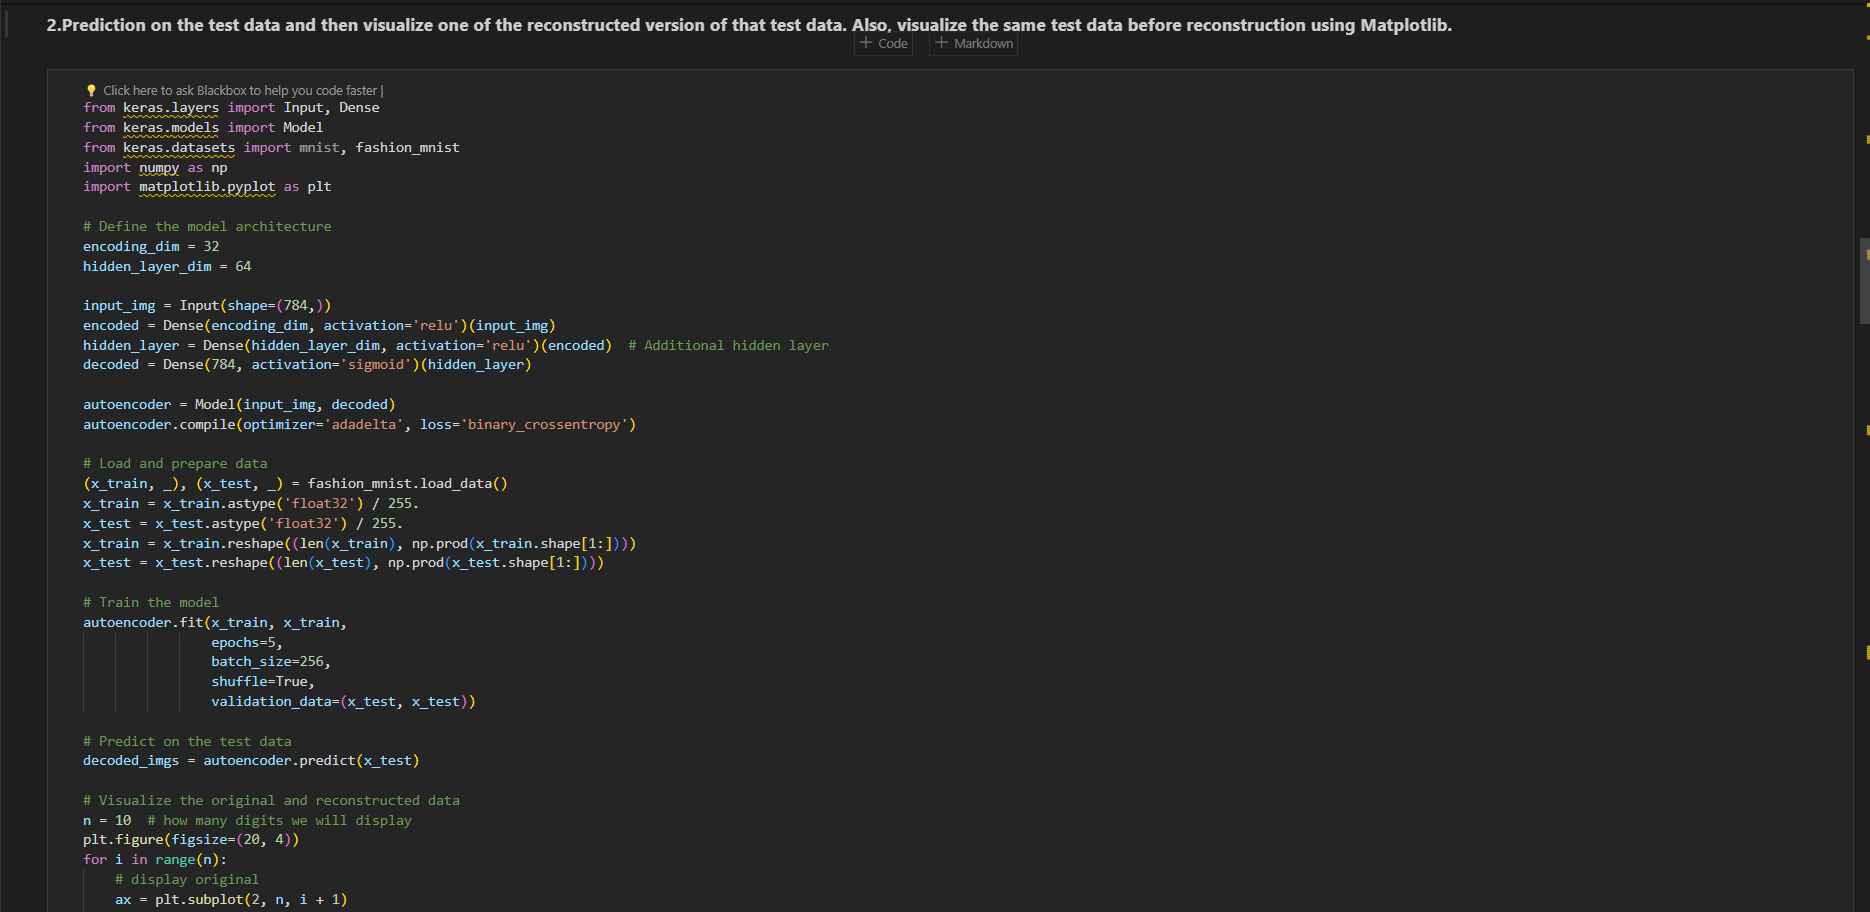 2.Prediction on the test data and then visualize one of the reconstructed version of that test data. Also, visualize the same test data before reconstruction using Matplotlib.
+ Code + Markdown
Click here to ask Blackbox to help you code faster |
from keras.layers import Input, Dense
from keras.models import Model
from keras.datasets import mnist, fashion_mnist
import numpy as np
import matplotlib.pyplot as plt

# Define the model architecture
encoding_dim = 32
hidden_layer_dim = 64

input_img = Input(shape=(784,))
encoded = Dense(encoding_dim, activation='relu')(input_img)
hidden_layer = Dense(hidden_layer_dim, activation='relu')(encoded)  # Additional hidden layer
decoded = Dense(784, activation='sigmoid')(hidden_layer)

autoencoder = Model(input_img, decoded)
autoencoder.compile(optimizer='adadelta', loss='binary_crossentropy')

# Load and prepare data
(x_train, _), (x_test, _) = fashion_mnist.load_data()
x_train = x_train.astype('float32') / 255.
x_test = x_test.astype('float32') / 255.
x_train = x_train.reshape((len(x_train), np.prod(x_train.shape[1:])))
x_test = x_test.reshape((len(x_test), np.prod(x_test.shape[1:])))

# Train the model
autoencoder.fit(x_train, x_train,
                epochs=5,
                batch_size=256,
                shuffle=True,
                validation_data=(x_test, x_test))

# Predict on the test data
decoded_imgs = autoencoder.predict(x_test)

# Visualize the original and reconstructed data
n = 10  # how many digits we will display
plt.figure(figsize=(20, 4))
for i in range(n):
    # display original
    ax = plt.subplot(2, n, i + 1)